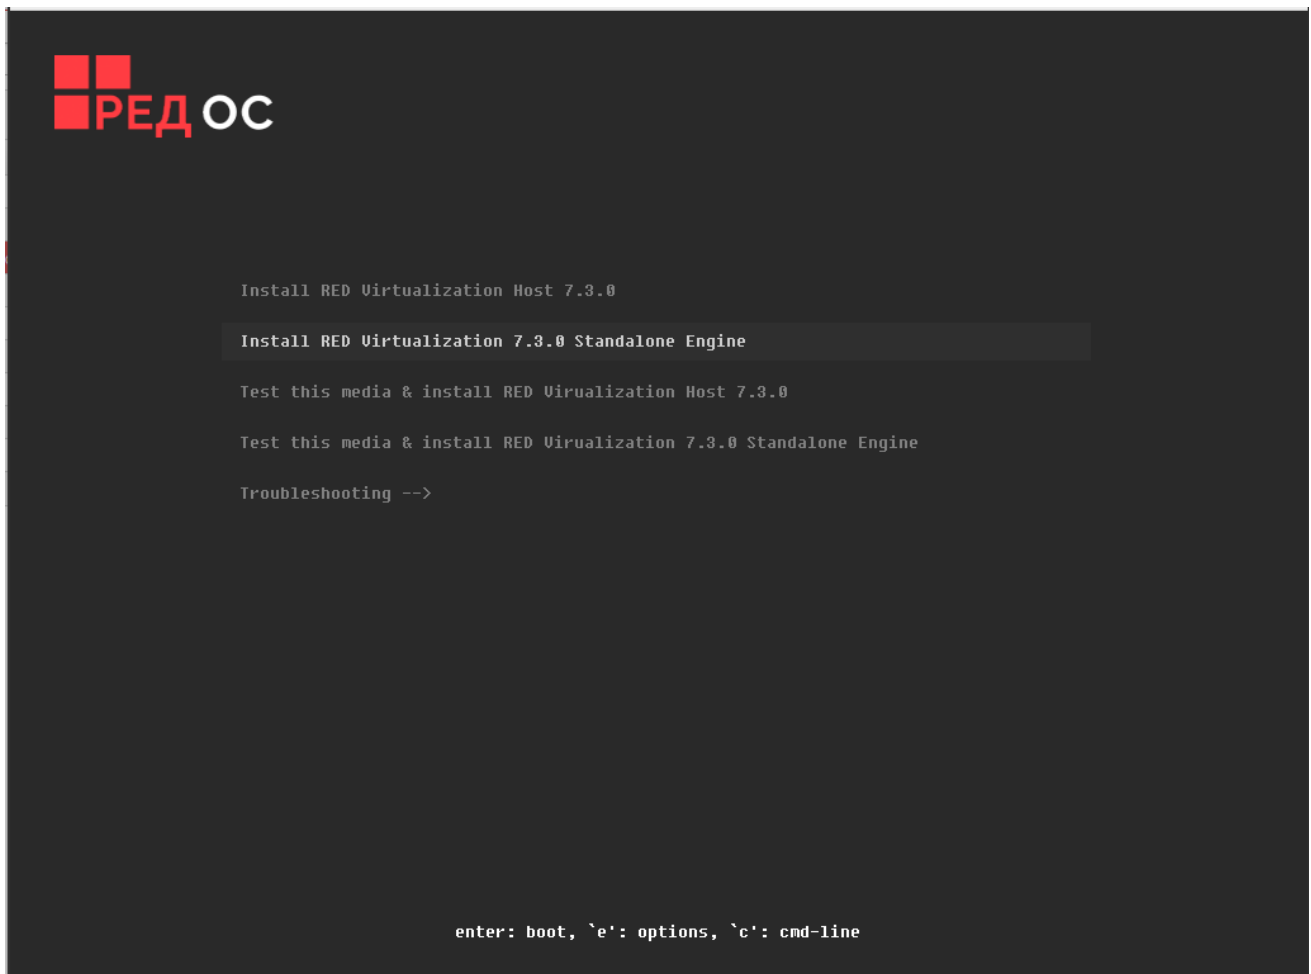 РЕД ОС
Install RED Virtualization Host 7.3.0
Install RED Virtualization 7.3.0 Standalone Engine
Test this media & install RED Virualization Host 7.3.0
Test this media & install RED Virualization 7.3.0 Standalone Engine
Troubleshooting -->
enter: boot, `e': options, `c': cmd-line